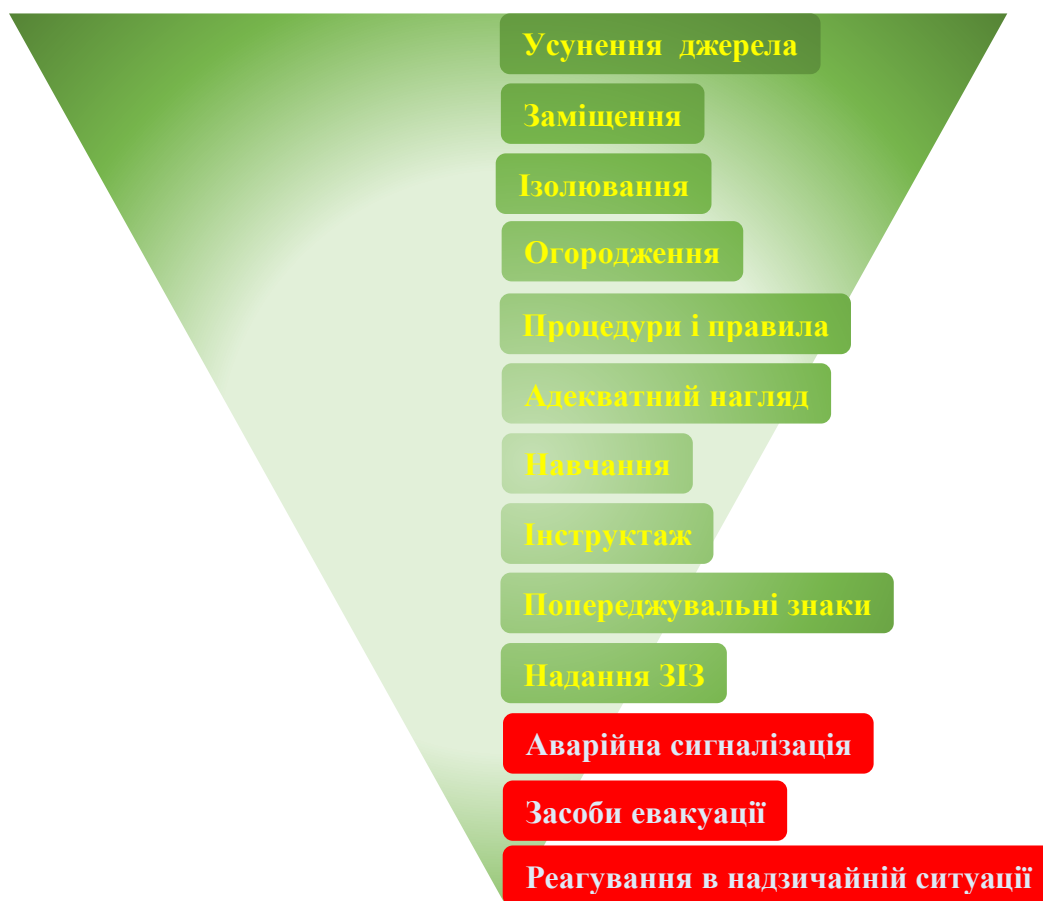 Усунення джерела
Заміщення
Ізолювання
Огородження
Процедури і правила
Адекватний нагляд
Навчання
Інструктаж
Попереджувальні знаки
Надання ЗІЗ
Аварійна сигналізація
Засоби евакуації
Реагування в надзичайній ситуації